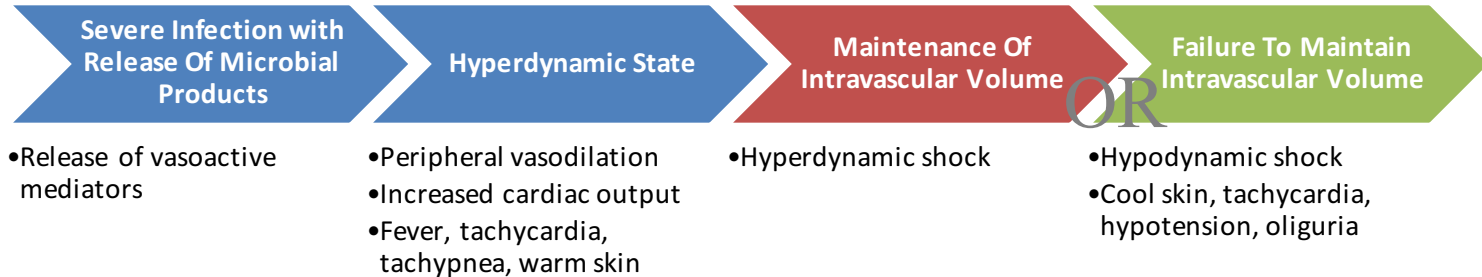 Severe Infection with
Release Of Microbial
Products
Hyperdynamic State
Maintenance Of
Intravascular Volume
OR
Failure To Maintain
Intravascular Volume
•Release of vasoactive
mediators
•Peripheral vasodilation
•Increased cardiac output
•Fever, tachycardia,
tachypnea, warm skin
•Hyperdynamic shock
•Hypodynamic shock
•Cool skin, tachycardia,
hypotension, oliguria